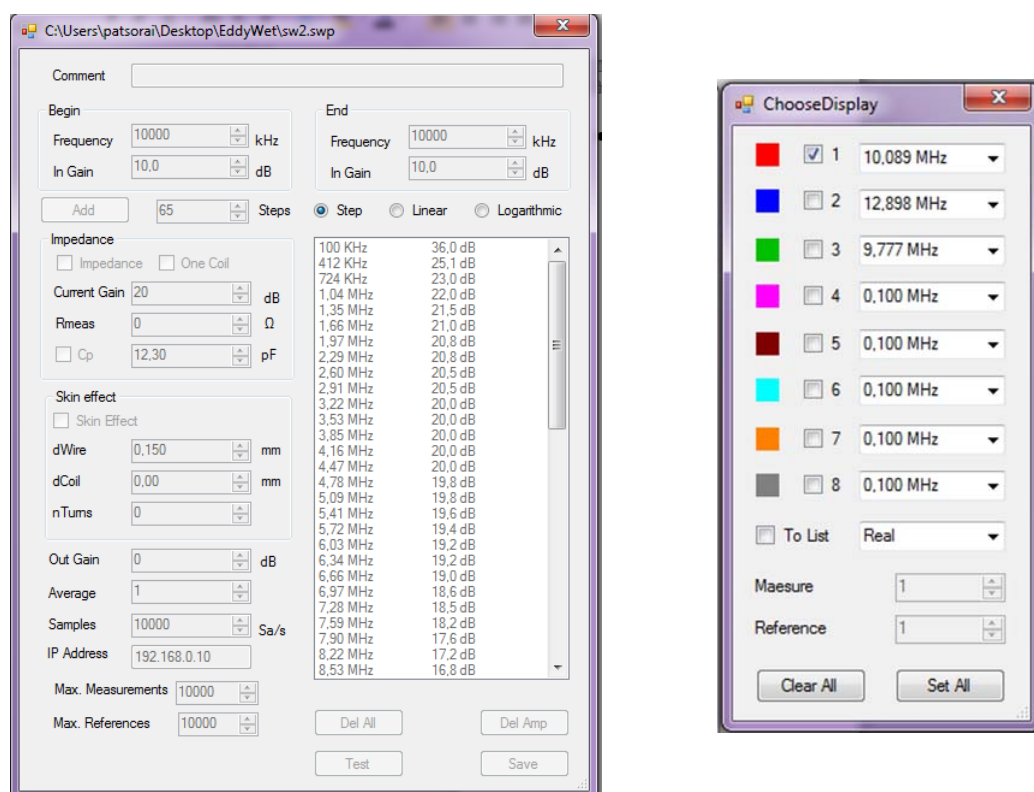 C:\Users\patsorai\Desktop\EddyWet\sw2.swp
Comment
Begin
Frequency 10000 kHz
In Gain 10,0 dB
End
Frequency 10000 kHz
In Gain 10,0 dB
Add 65 Steps Step Linear Logarithmic
Impedance
Impedance One Coil
Current Gain 20 dB
Rmeas 0 Ω
Cp 12,30 pF
Skin effect
Skin Effect
dWire 0,150 mm
dCoil 0,00 mm
nTurns 0
Out Gain 0 dB
Average 1
Samples 10000 Sa/s
IP Address 192.168.0.10
Max. Measurements 10000
Max. References 10000
100 KHz 36,0 dB
412 KHz 25,1 dB
724 KHz 23,0 dB
1,04 MHz 22,0 dB
1,35 MHz 21,5 dB
1,66 MHz 21,0 dB
1,97 MHz 20,8 dB
2,29 MHz 20,8 dB
2,60 MHz 20,5 dB
2,91 MHz 20,5 dB
3,22 MHz 20,0 dB
3,53 MHz 20,0 dB
3,85 MHz 20,0 dB
4,16 MHz 20,0 dB
4,47 MHz 20,0 dB
4,78 MHz 19,8 dB
5,09 MHz 19,8 dB
5,41 MHz 19,6 dB
5,72 MHz 19,4 dB
6,03 MHz 19,2 dB
6,34 MHz 19,2 dB
6,66 MHz 19,0 dB
6,97 MHz 18,6 dB
7,28 MHz 18,5 dB
7,59 MHz 18,2 dB
7,90 MHz 17,6 dB
8,22 MHz 17,2 dB
8,53 MHz 16,8 dB
Del All Del Amp
Test Save
ChooseDisplay
1 10,089 MHz
2 12,898 MHz
3 9,777 MHz
4 0,100 MHz
5 0,100 MHz
6 0,100 MHz
7 0,100 MHz
8 0,100 MHz
To List Real
Maesure 1
Reference 1
Clear All Set All